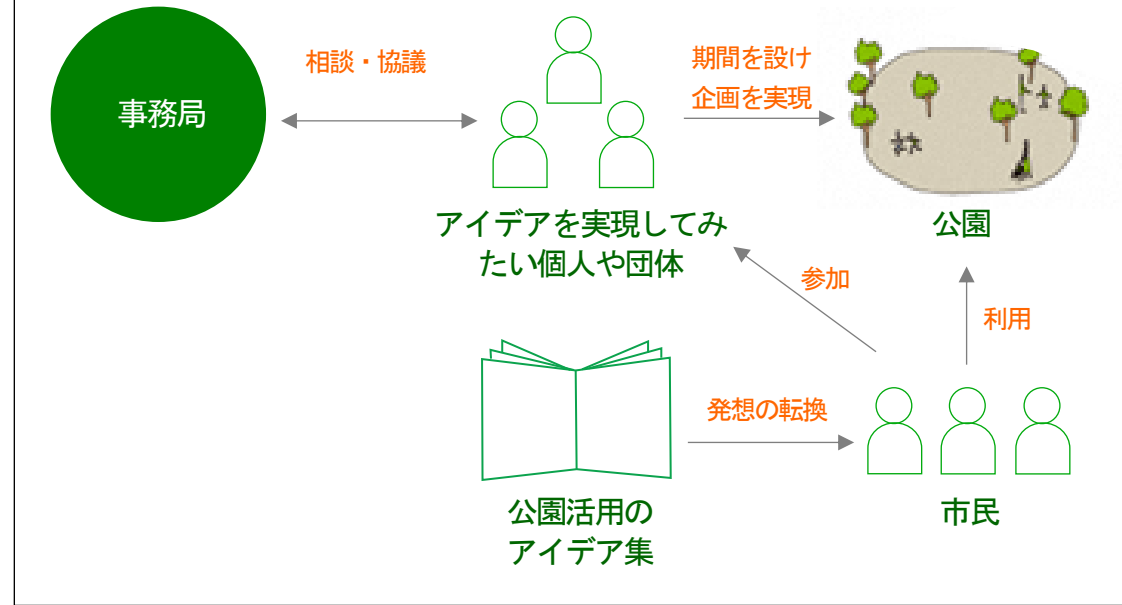 事務局
相談・協議
期間を設け
企画を実現
アイデアを実現してみ
たい個人や団体
公園
参加
利用
発想の転換
公園活用の
アイデア集
市民